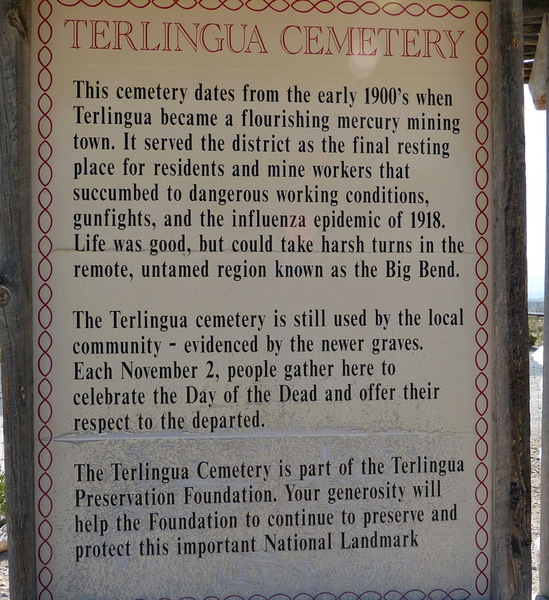 TERLINGUA CEMETERY
This cemetery dates from the early 1900's when
Terlingua became a flourishing mercury mining
town. It served the district as the final resting
place for residents and mine workers that
succumbed to dangerous working conditions,
gunfights, and the influenza epidemic of 1918.
Life was good, but could take harsh turns in the
remote, untamed region known as the Big Bend.
The Terlingua cemetery is still used by the local
community - evidenced by the newer graves.
Each November 2, people gather here to
celebrate the Day of the Dead and offer their
respect to the departed.
The Terlingua Cemetery is part of the Terlingua
Preservation Foundation. Your generosity will
help the Foundation to continue to preserve and
protect this important National Landmark